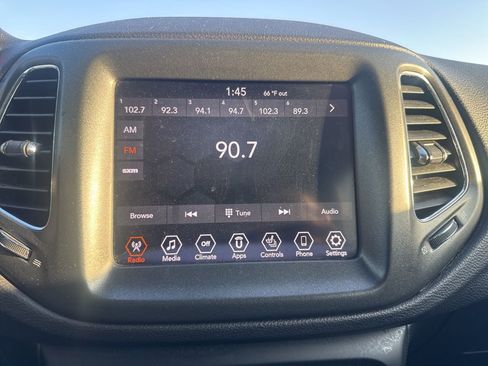 1:45 66 °F out
1 2 3 4 5 6
102.7 92.3 94.1 94.7 102.3 89.3
AM
FM
sxm
90.7
Browse Tune Audio
Off
Radio Media Climate Apps Controls Phone Settings